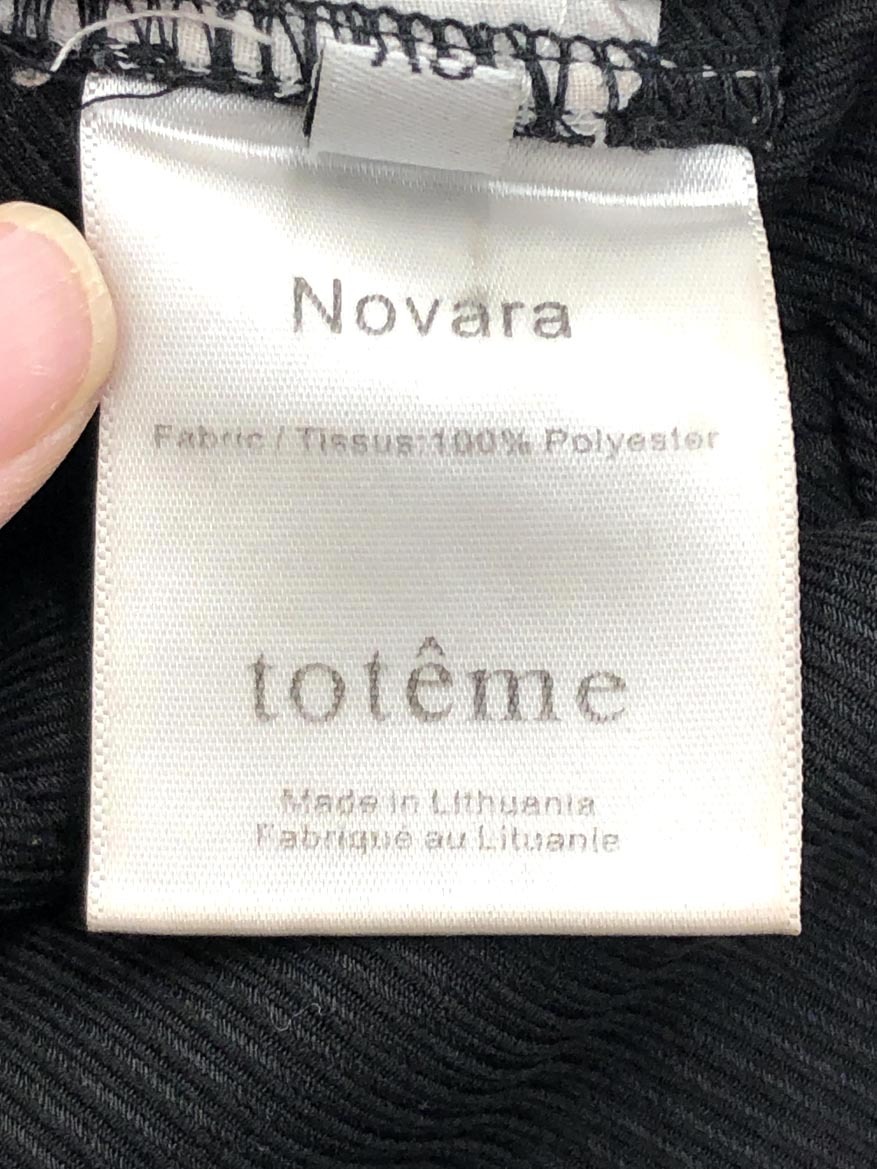 Novara
Fabric / Tissus:100% Polyester
totême
Made in Lithuania
Fabriqué au Lituanie